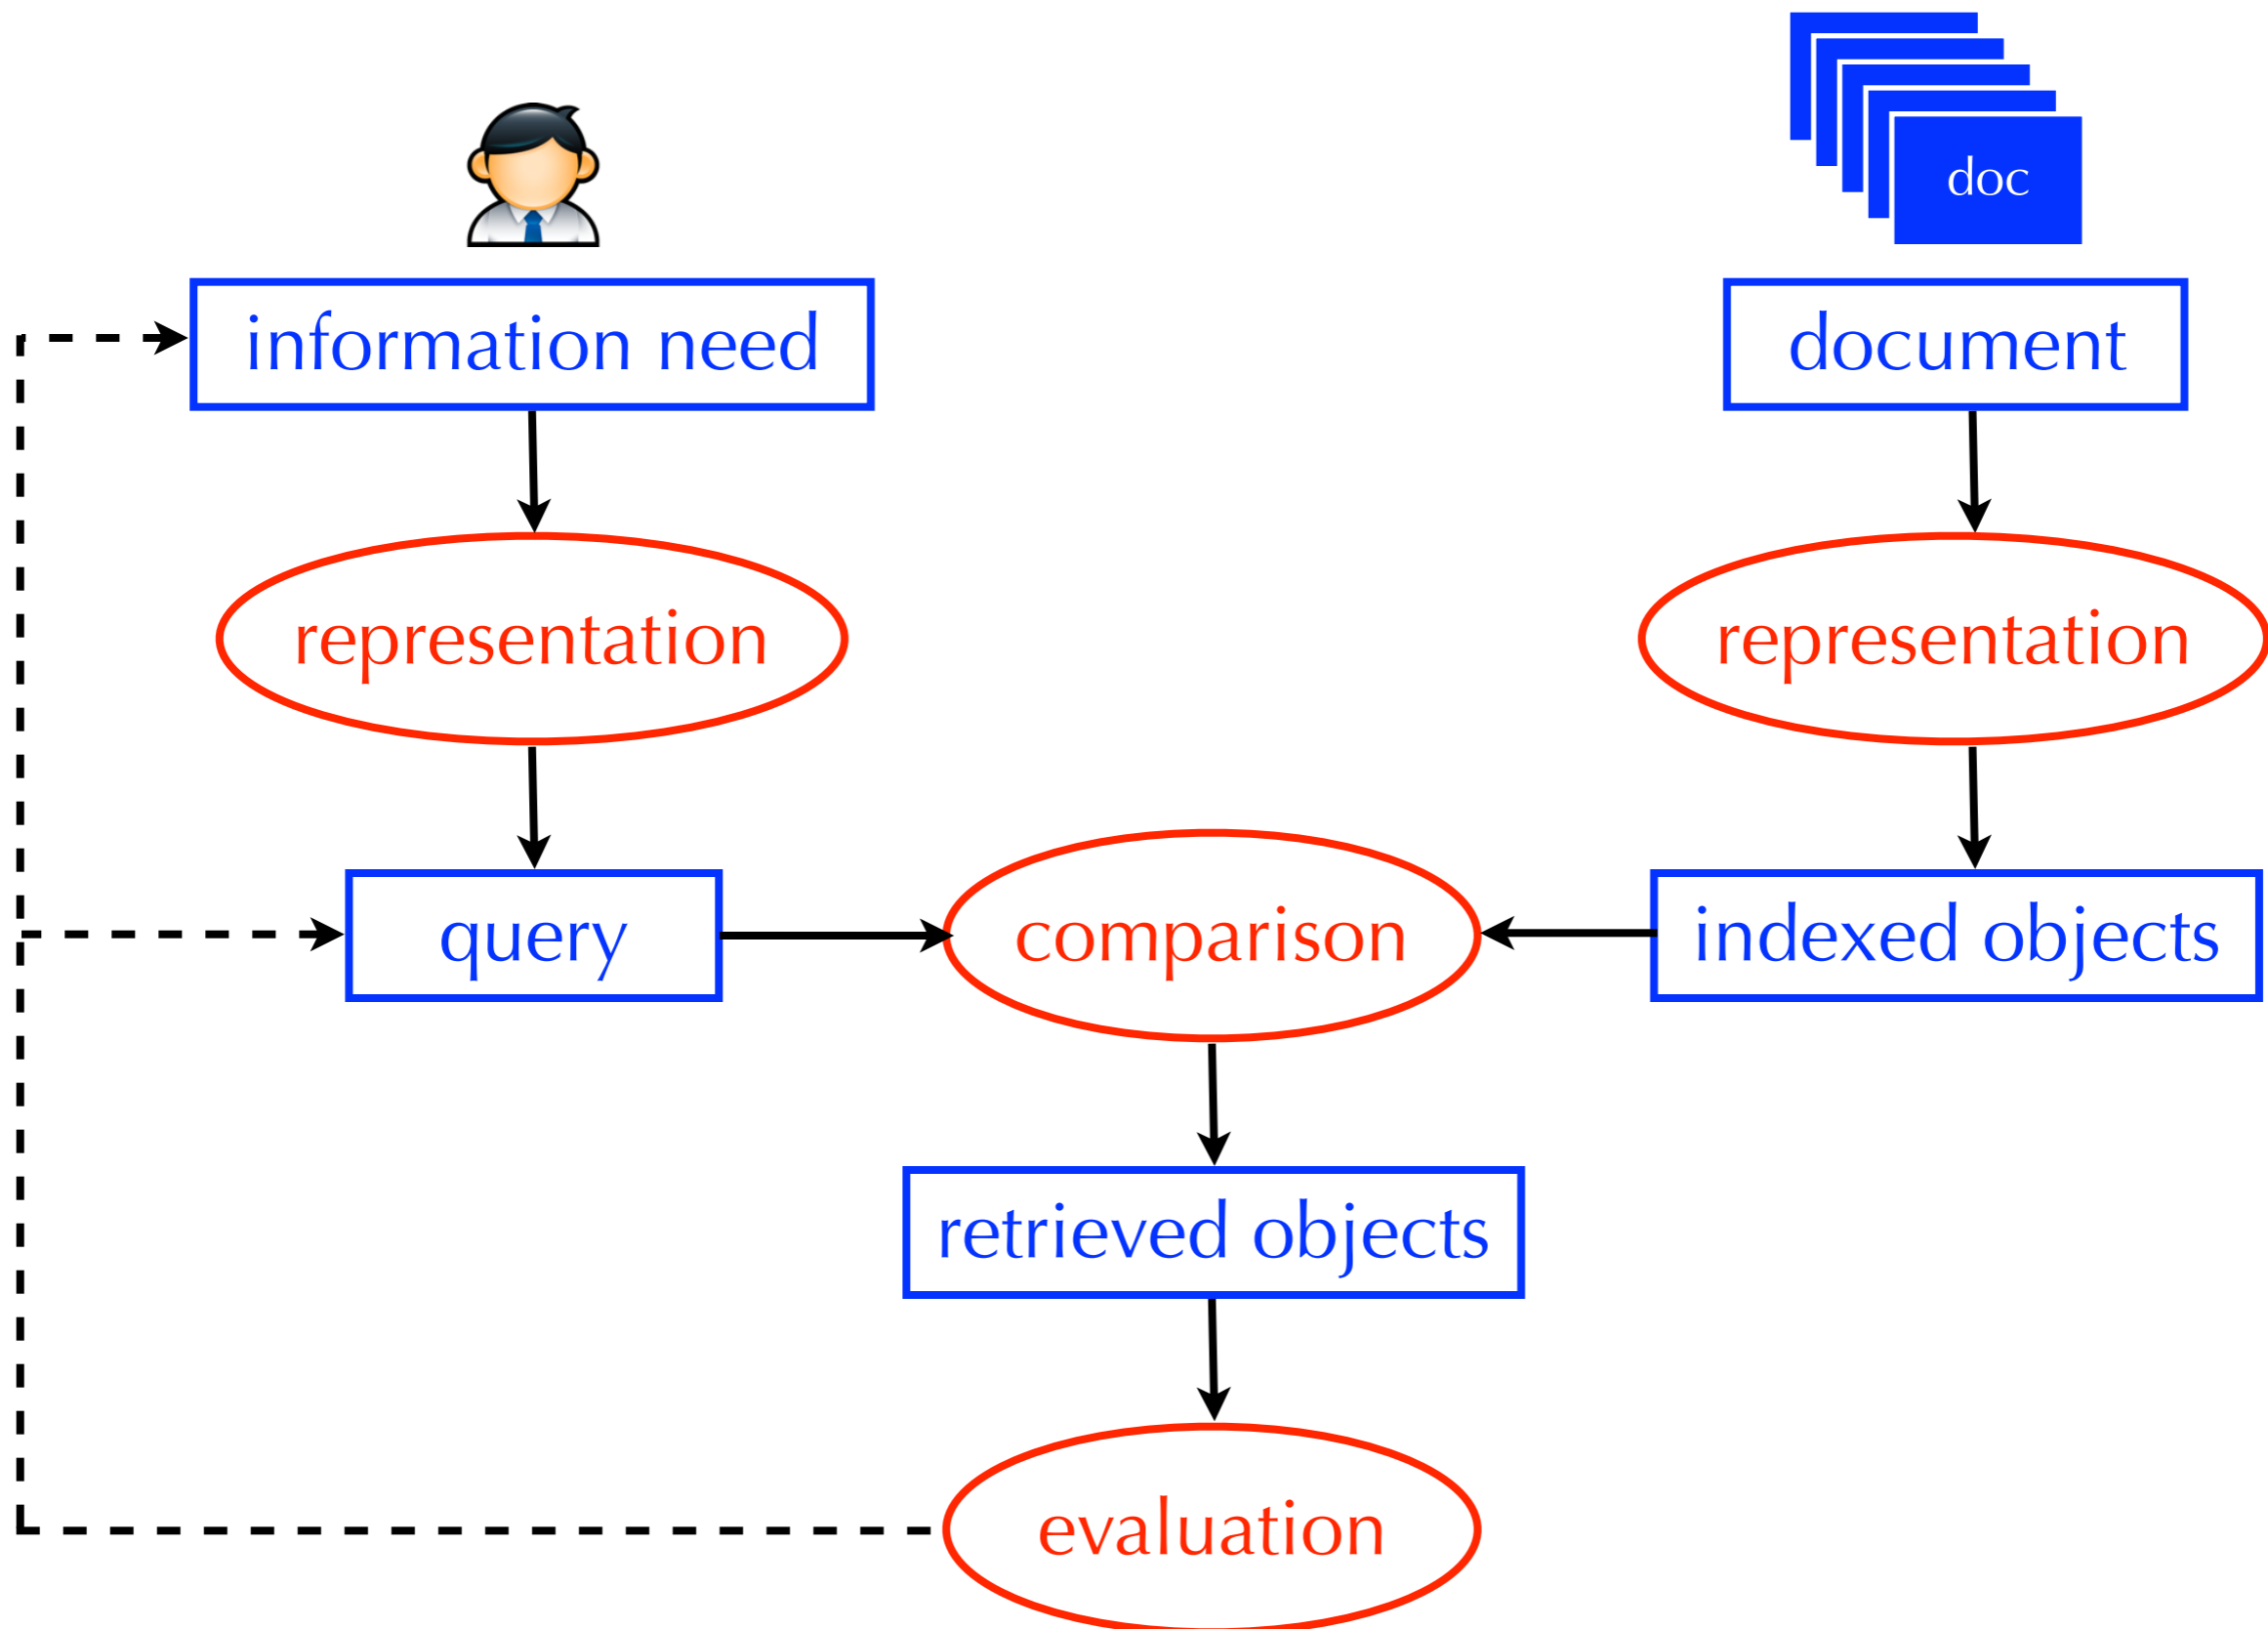 doc
information need
document
representation
representation
query
comparison
indexed objects
retrieved objects
evaluation